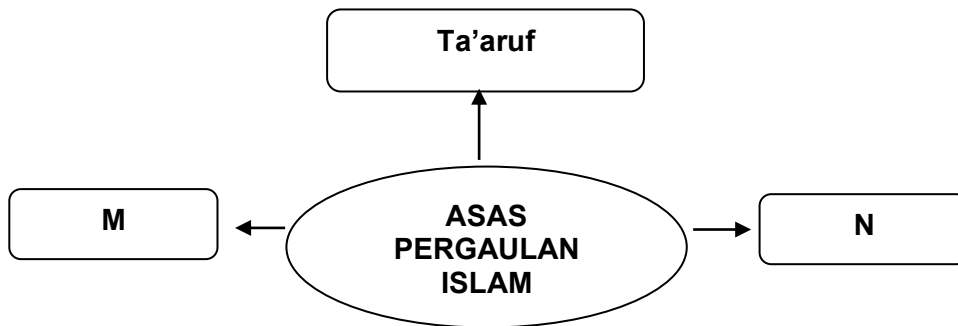 Ta’aruf
M
ASAS
PERGAULAN
ISLAM
N